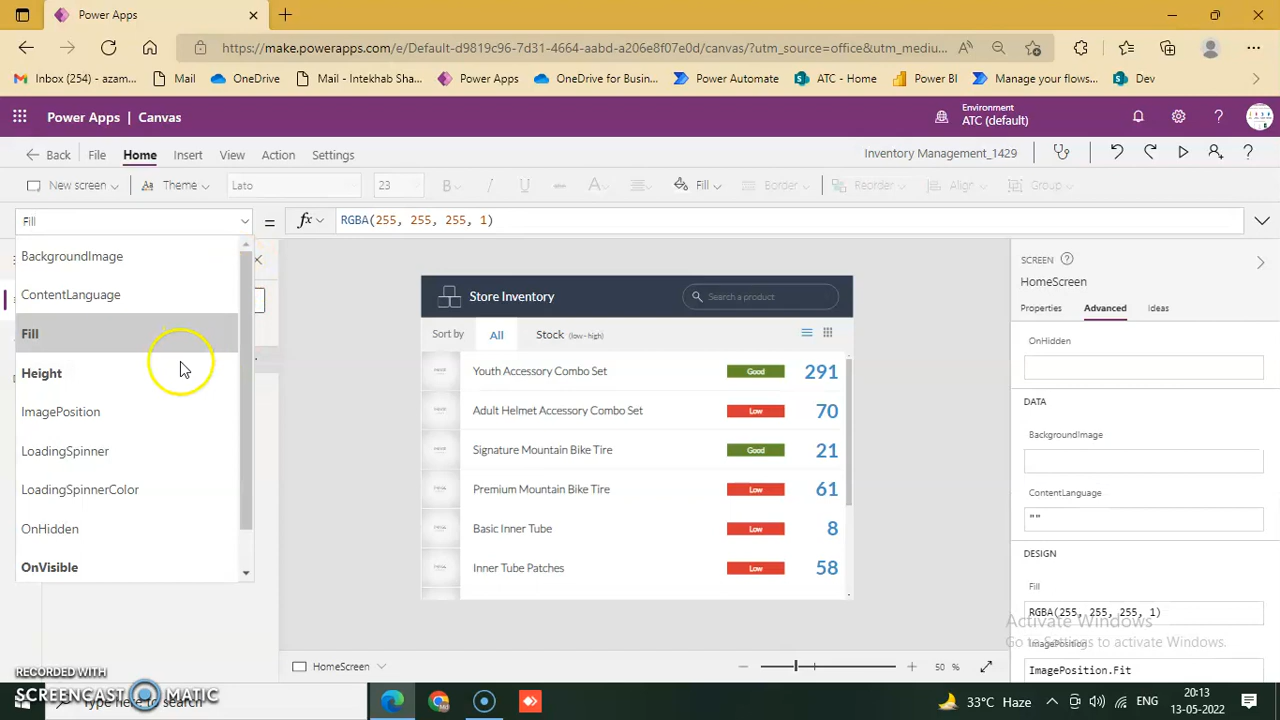 Power Apps
https://make.powerapps.com/e/Default-d9819c96-7d31-4664-aabd-a206e8f07e0d/canvas/?utm_source=office&utm_mediu...
Inbox (254) - azam... Mail OneDrive Mail - Intekhab Sha... Power Apps OneDrive for Busin... Power Automate ATC - Home Power BI Manage your flows... Dev
Power Apps | Canvas
Environment
ATC (default)
Back File Home Insert View Action Settings Inventory Management_1429
New screen Theme Lato 23 B I U A Fill Border Reorder Align Group
Fill = fx RGBA(255, 255, 255, 1)
BackgroundImage
ContentLanguage
Fill
Height
ImagePosition
LoadingSpinner
LoadingSpinnerColor
OnHidden
OnVisible
Store Inventory Search a product
Sort by All Stock (low - high)
Youth Accessory Combo Set Good 291
Adult Helmet Accessory Combo Set Low 70
Signature Mountain Bike Tire Good 21
Premium Mountain Bike Tire Low 61
Basic Inner Tube Low 8
Inner Tube Patches Low 58
SCREEN
HomeScreen
Properties Advanced Ideas
OnHidden
DATA
BackgroundImage
ContentLanguage
""
DESIGN
Fill
RGBA(255, 255, 255, 1)
ImagePosition
ImagePosition.Fit
Activate Windows
Go to Settings to activate Windows.
HomeScreen 50 %
RECORDED WITH
SCREENCAST MATIC
Type here to search
33°C Haze ENG 20:13
13-05-2022